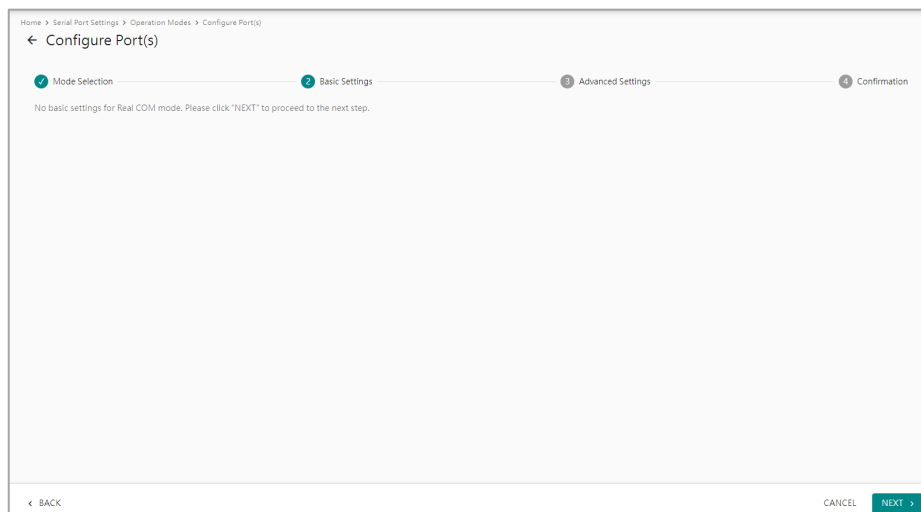 Home > Serial Port Settings > Operation Modes > Configure Port(s)
← Configure Port(s)
✓ Mode Selection 2 Basic Settings 3 Advanced Settings 4 Confirmation
No basic settings for Real COM mode. Please click "NEXT" to proceed to the next step.
< BACK CANCEL NEXT >